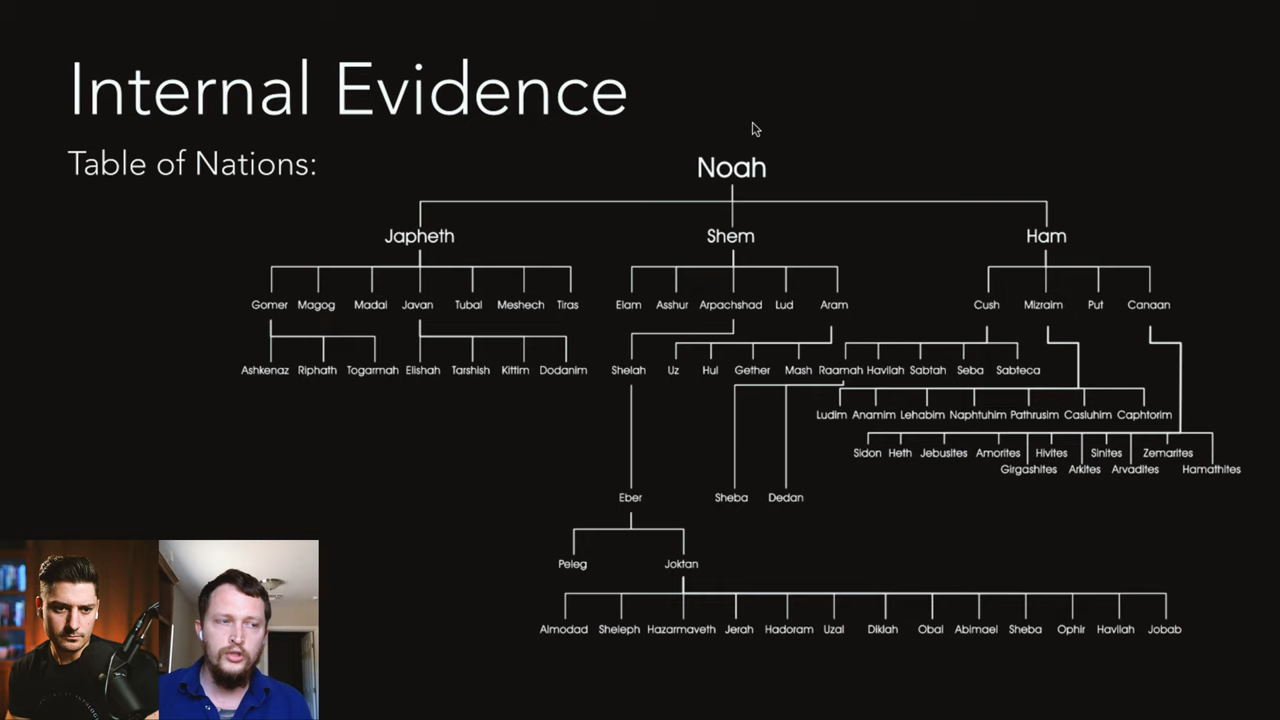 Internal Evidence
Table of Nations:
Noah
Japheth Shem Ham
Gomer Magog Madal Javan Tubal Meshech Tiras Elam Asshur Arpachshad Lud Aram Cush Mizraim Put Canaan
Ashkenaz Riphath Togarmah Elishah Tarshish Kittim Dodanim Shelah Uz Hul Gether Mash Raamah Havilah Sabtah Seba Sabteca
Ludim Anamim Lehabim Naphtuhim Pathrusim Casluhim Caphtorim
Sidon Heth Jebusites Amorites Hivites Sinites Zemarites
Girgashites Arkites Arvadites Hamathites
Eber Sheba Dedan
Peleg Joktan
Almodad Sheleph Hazarmaveth Jerah Hadoram Uzal Diklah Obal Abimael Sheba Ophir Havilah Jobab